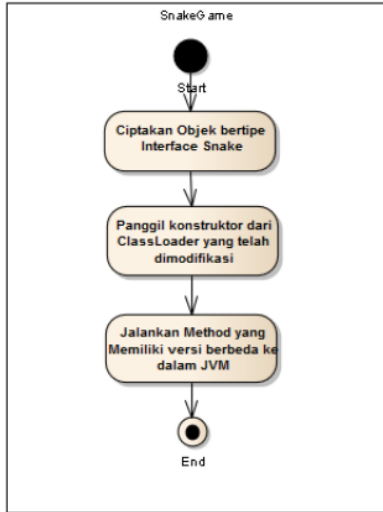 SnakeGame
Start
Ciptakan Objek bertipe
Interface Snake
Panggil konstruktor dari
ClassLoader yang telah
dimodifikasi
Jalankan Method yang
Memiliki versi berbeda ke
dalam JVM
End